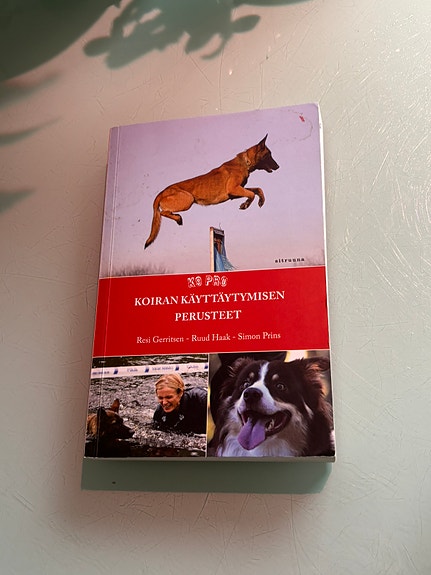 sitruuna
K9 PRO
KOIRAN KÄYTTÄYTYMISEN
PERUSTEET
Resi Gerritsen - Ruud Haak - Simon Prins